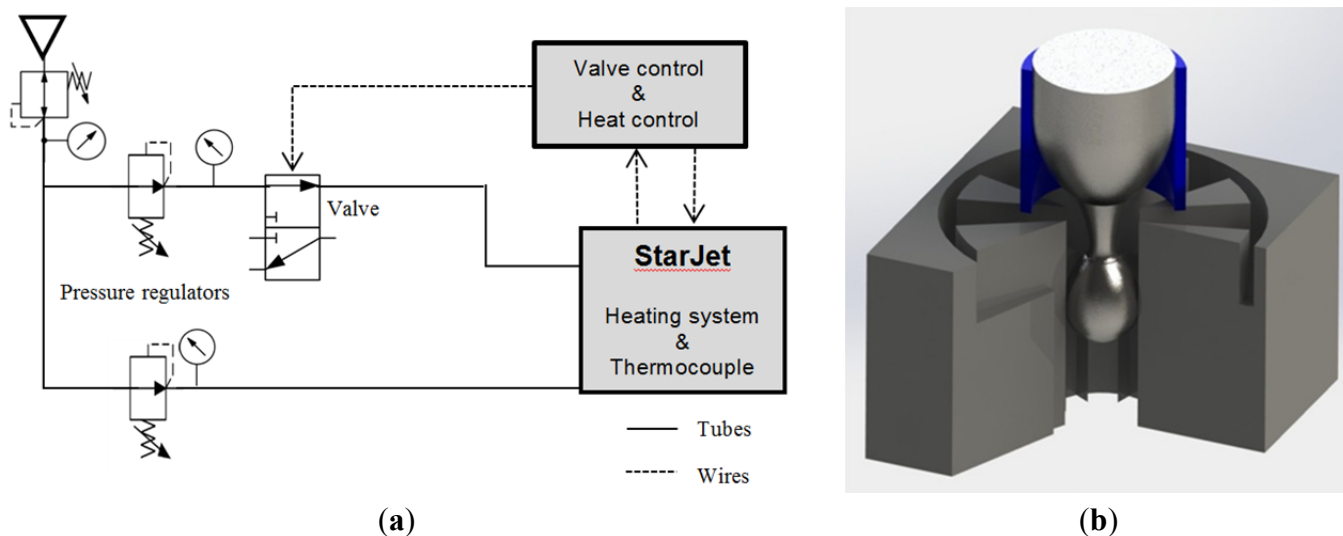 Valve control
&
Heat control
Valve
Pressure regulators
StarJet
Heating system
&
Thermocouple
Tubes
Wires
(a)
(b)